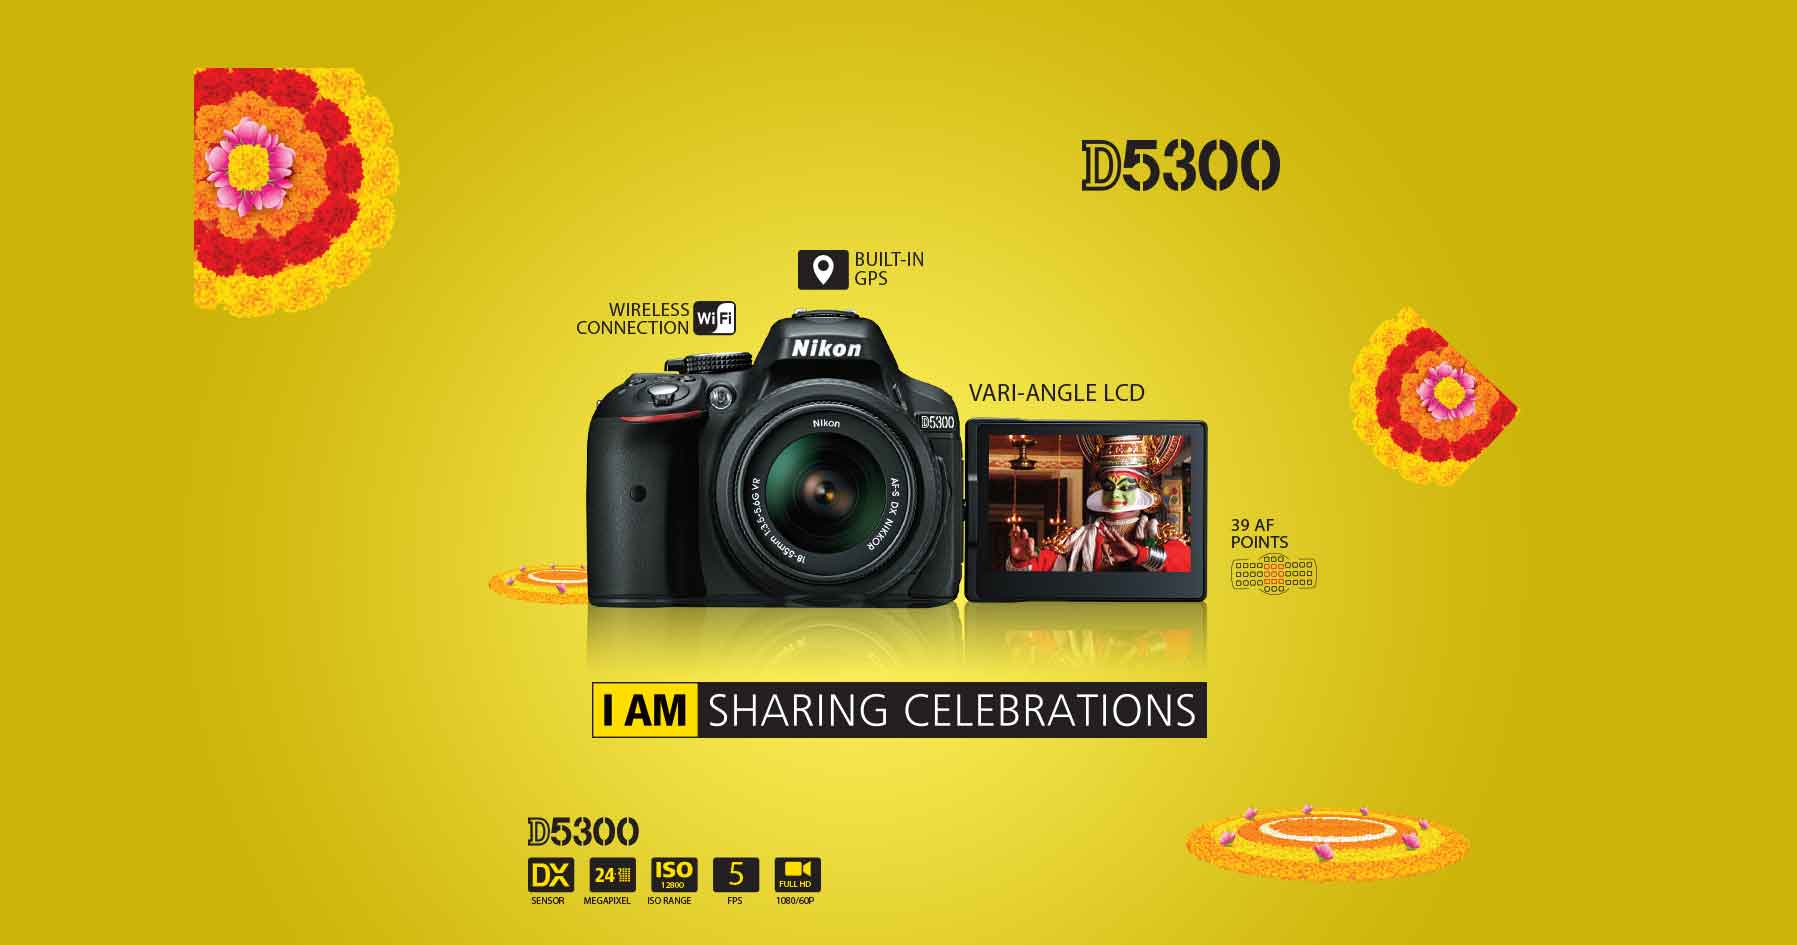 D5300
BUILT-IN
GPS
WIRELESS
CONNECTION
WiFi
Nikon
VARI-ANGLE LCD
D5300
Nikon
AF-S DX NIKKOR
18-55mm 1:3.5-5.6G VR
39 AF
POINTS
I AM SHARING CELEBRATIONS
D5300
DX
SENSOR
24
MEGAPIXEL
ISO
12800
ISO RANGE
5
FPS
FULL HD
1080/60P